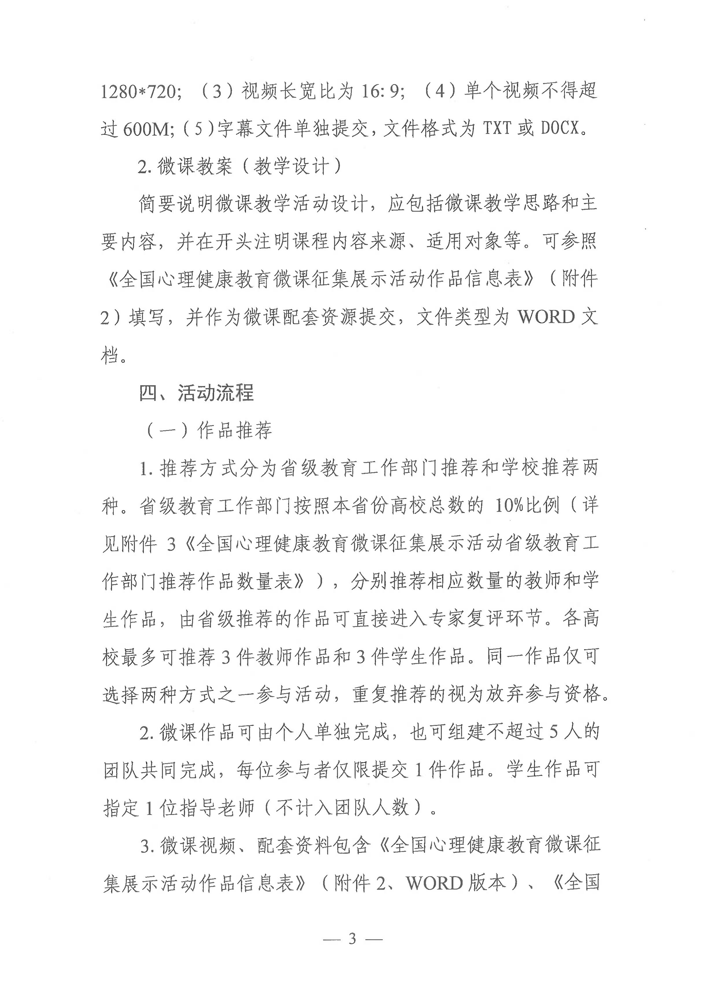 1280*720;（3）视频长宽比为 16:9;（4）单个视频不得超
过 600M;(5)字幕文件单独提交,文件格式为 TXT 或 DOCX。
2.微课教案（教学设计）
简要说明微课教学活动设计，应包括微课教学思路和主
要内容，并在开头注明课程内容来源、适用对象等。可参照
《全国心理健康教育微课征集展示活动作品信息表》（附件
2）填写，并作为微课配套资源提交，文件类型为 WORD 文
档。
四、活动流程
（一）作品推荐
1.推荐方式分为省级教育工作部门推荐和学校推荐两
种。省级教育工作部门按照本省份高校总数的 10%比例（详
见附件 3《全国心理健康教育微课征集展示活动省级教育工
作部门推荐作品数量表》），分别推荐相应数量的教师和学
生作品，由省级推荐的作品可直接进入专家复评环节。各高
校最多可推荐 3 件教师作品和 3 件学生作品。同一作品仅可
选择两种方式之一参与活动，重复推荐的视为放弃参与资格。
2.微课作品可由个人单独完成，也可组建不超过 5 人的
团队共同完成，每位参与者仅限提交 1 件作品。学生作品可
指定 1 位指导老师（不计入团队人数）。
3.微课视频、配套资料包含《全国心理健康教育微课征
集展示活动作品信息表》（附件 2、WORD 版本）、《全国
— 3 —